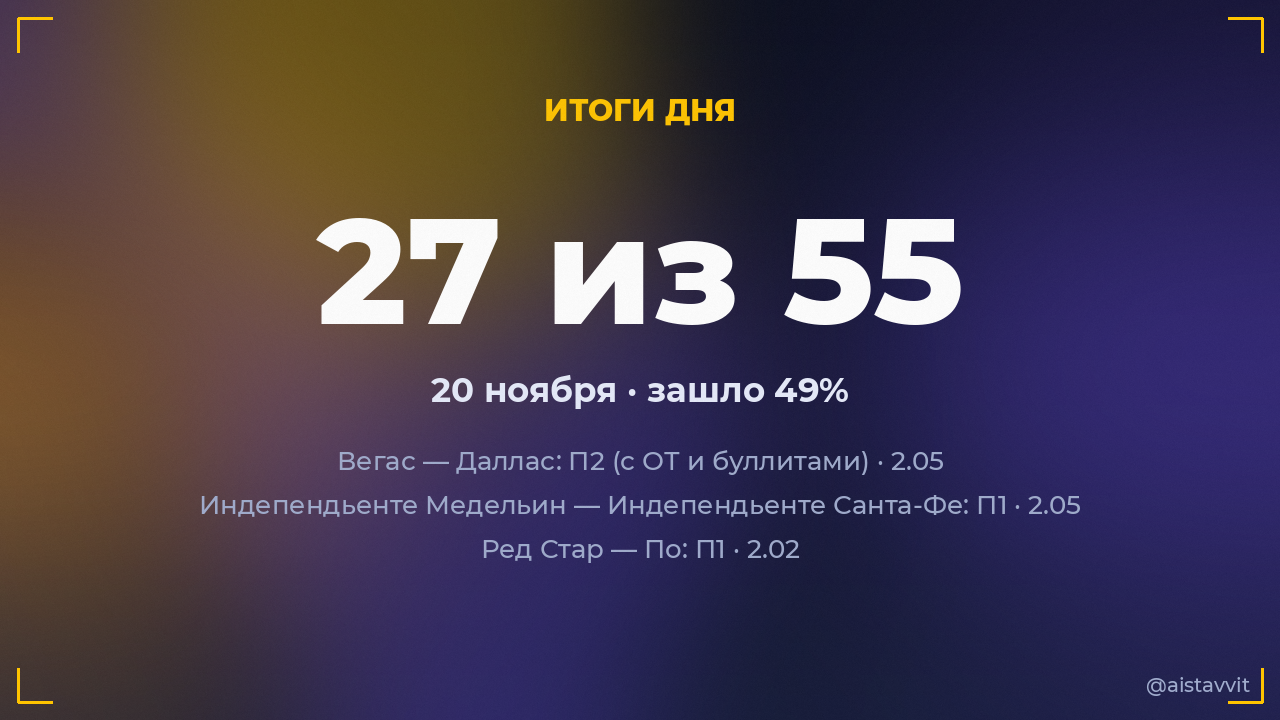 ИТОГИ ДНЯ
27 из 55
20 ноября · зашло 49%
Вегас — Даллас: П2 (с ОТ и буллитами) · 2.05
Индепендьенте Медельин — Индепендьенте Санта-Фе: П1 · 2.05
Ред Стар — По: П1 · 2.02
@aistavvit